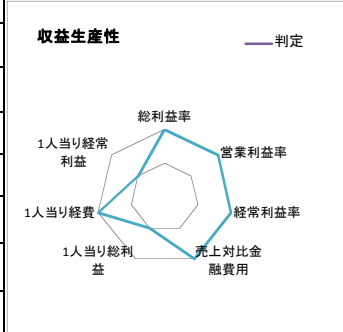 収益生産性
判定
総利益率
営業利益率
経常利益率
売上対比金
融費用
1人当り総利
益
1人当り経費
1人当り経常
利益